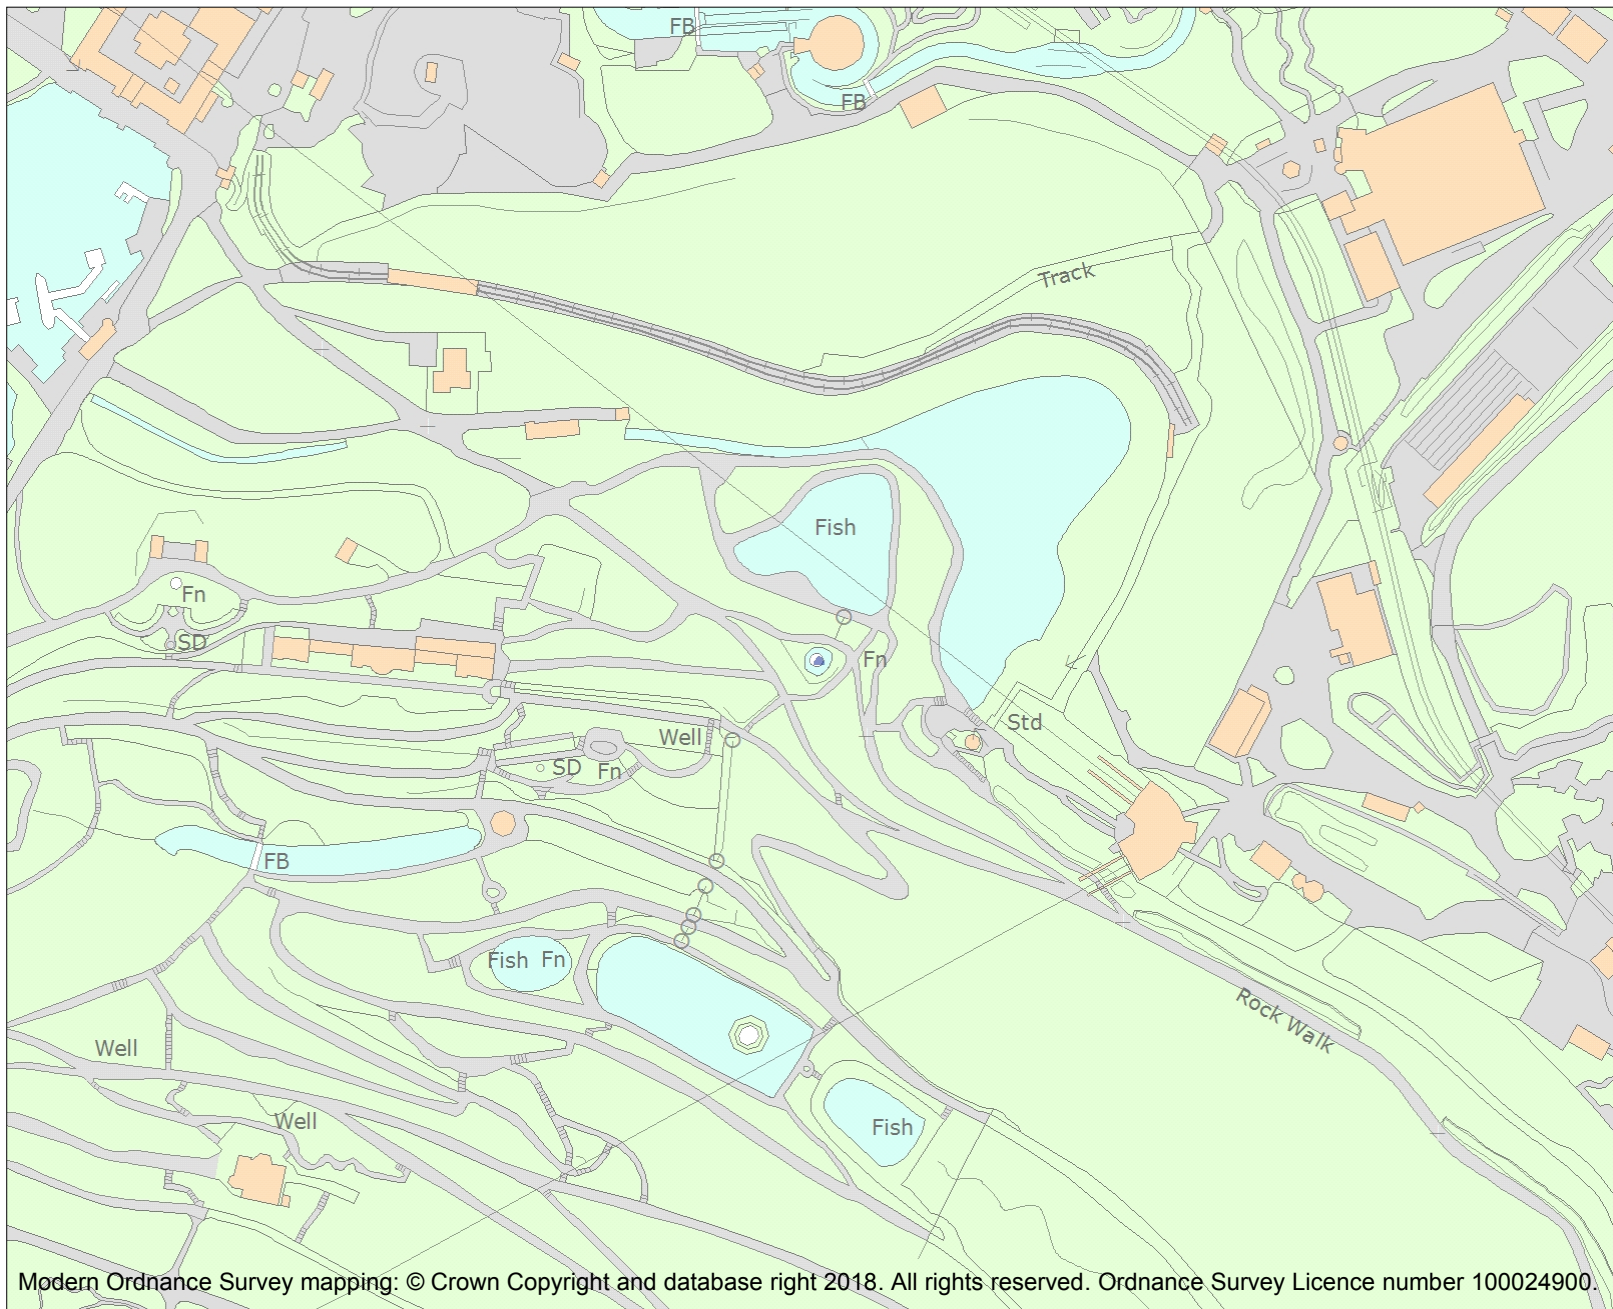 FB
FB
Track
Fish
Fn
SD
Fn
Std
Well
SD Fn
FB
Fish Fn
Rock Walk
Well
Well
Fish
Modern Ordnance Survey mapping: © Crown Copyright and database right 2018. All rights reserved. Ordnance Survey Licence number 100024900.